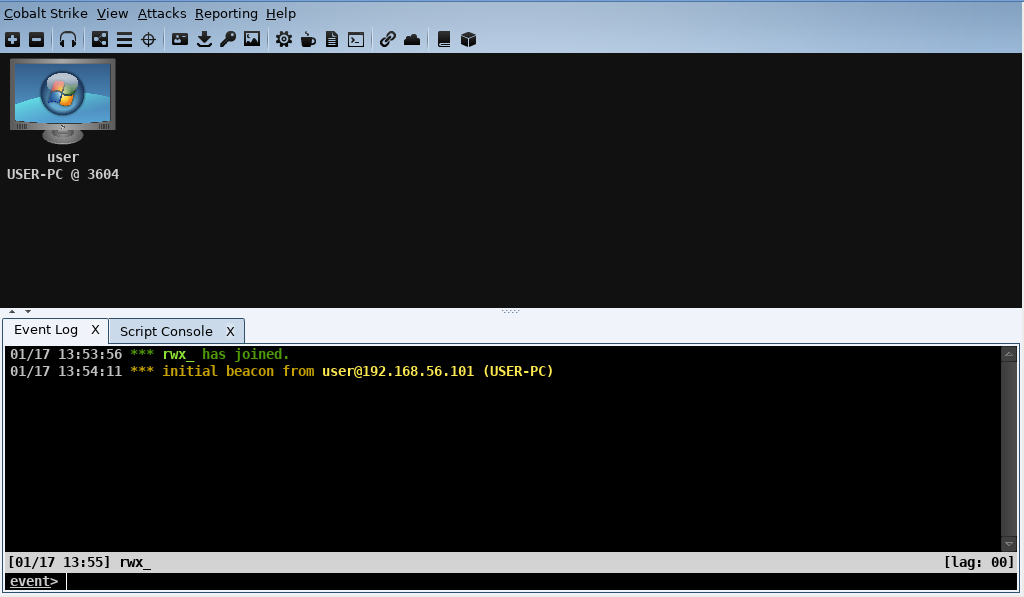 Cobalt Strike View Attacks Reporting Help
user
USER-PC @ 3604
Event Log X Script Console X
01/17 13:53:56 *** rwx_ has joined.
01/17 13:54:11 *** initial beacon from user@192.168.56.101 (USER-PC)
[01/17 13:55] rwx_ [lag: 00]
event>